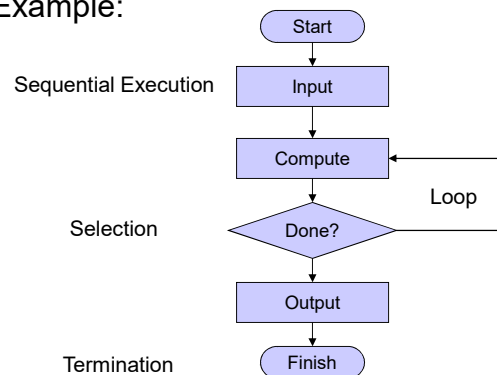 Example:
Start
Sequential Execution
Input
Compute
Loop
Selection
Done?
Output
Termination
Finish